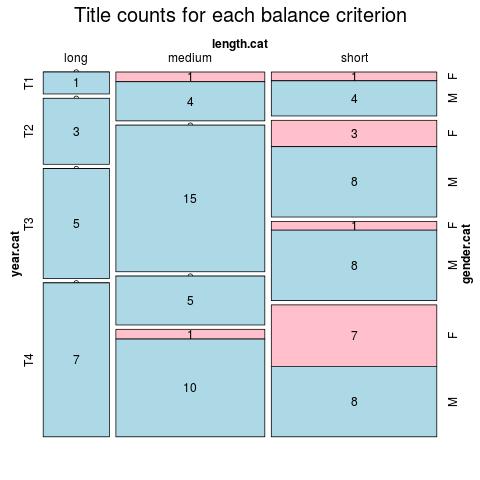 Title counts for each balance criterion
length.cat
long medium short
T1 1 1 1 F
4 4 M
T2 3 3 F
15 8 M
T3 5 1 F
8 M
5
T4 7 1 7 F
10 8 M
year.cat
gender.cat